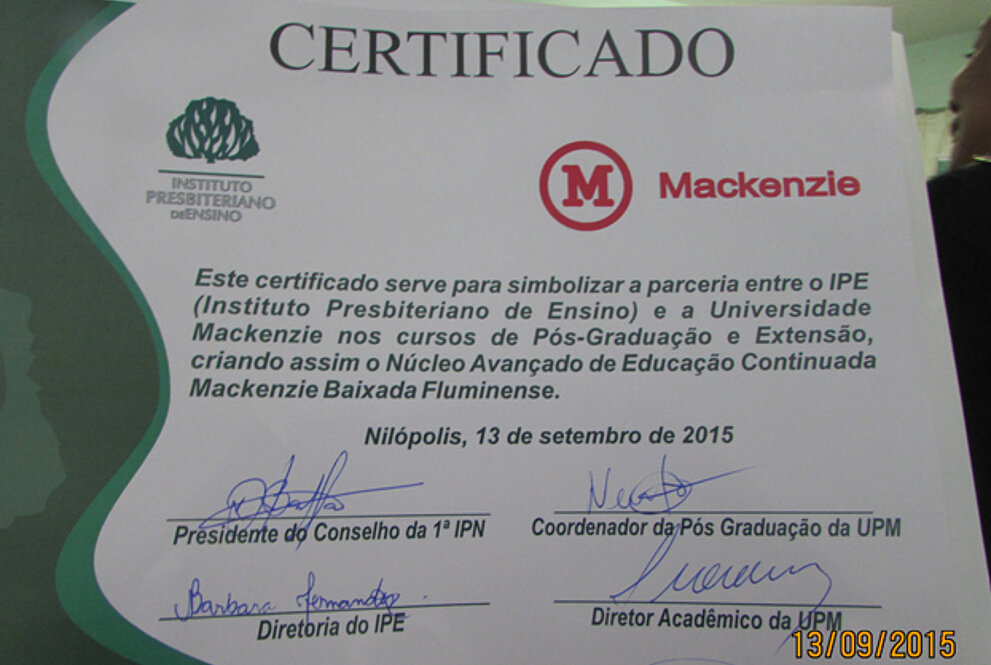 CERTIFICADO
INSTITUTO
PRESBITERIANO
DEENSINO
M Mackenzie
Este certificado serve para simbolizar a parceria entre o IPE
(Instituto Presbiteriano de Ensino) e a Universidade
Mackenzie nos cursos de Pós-Graduação e Extensão,
criando assim o Núcleo Avançado de Educação Continuada
Mackenzie Baixada Fluminense.
Nilópolis, 13 de setembro de 2015
Presidente do Conselho da 1ª IPN
Coordenador da Pós Graduação da UPM
Barbara Fernandes
Diretoria do IPE
Diretor Acadêmico da UPM
13/09/2015